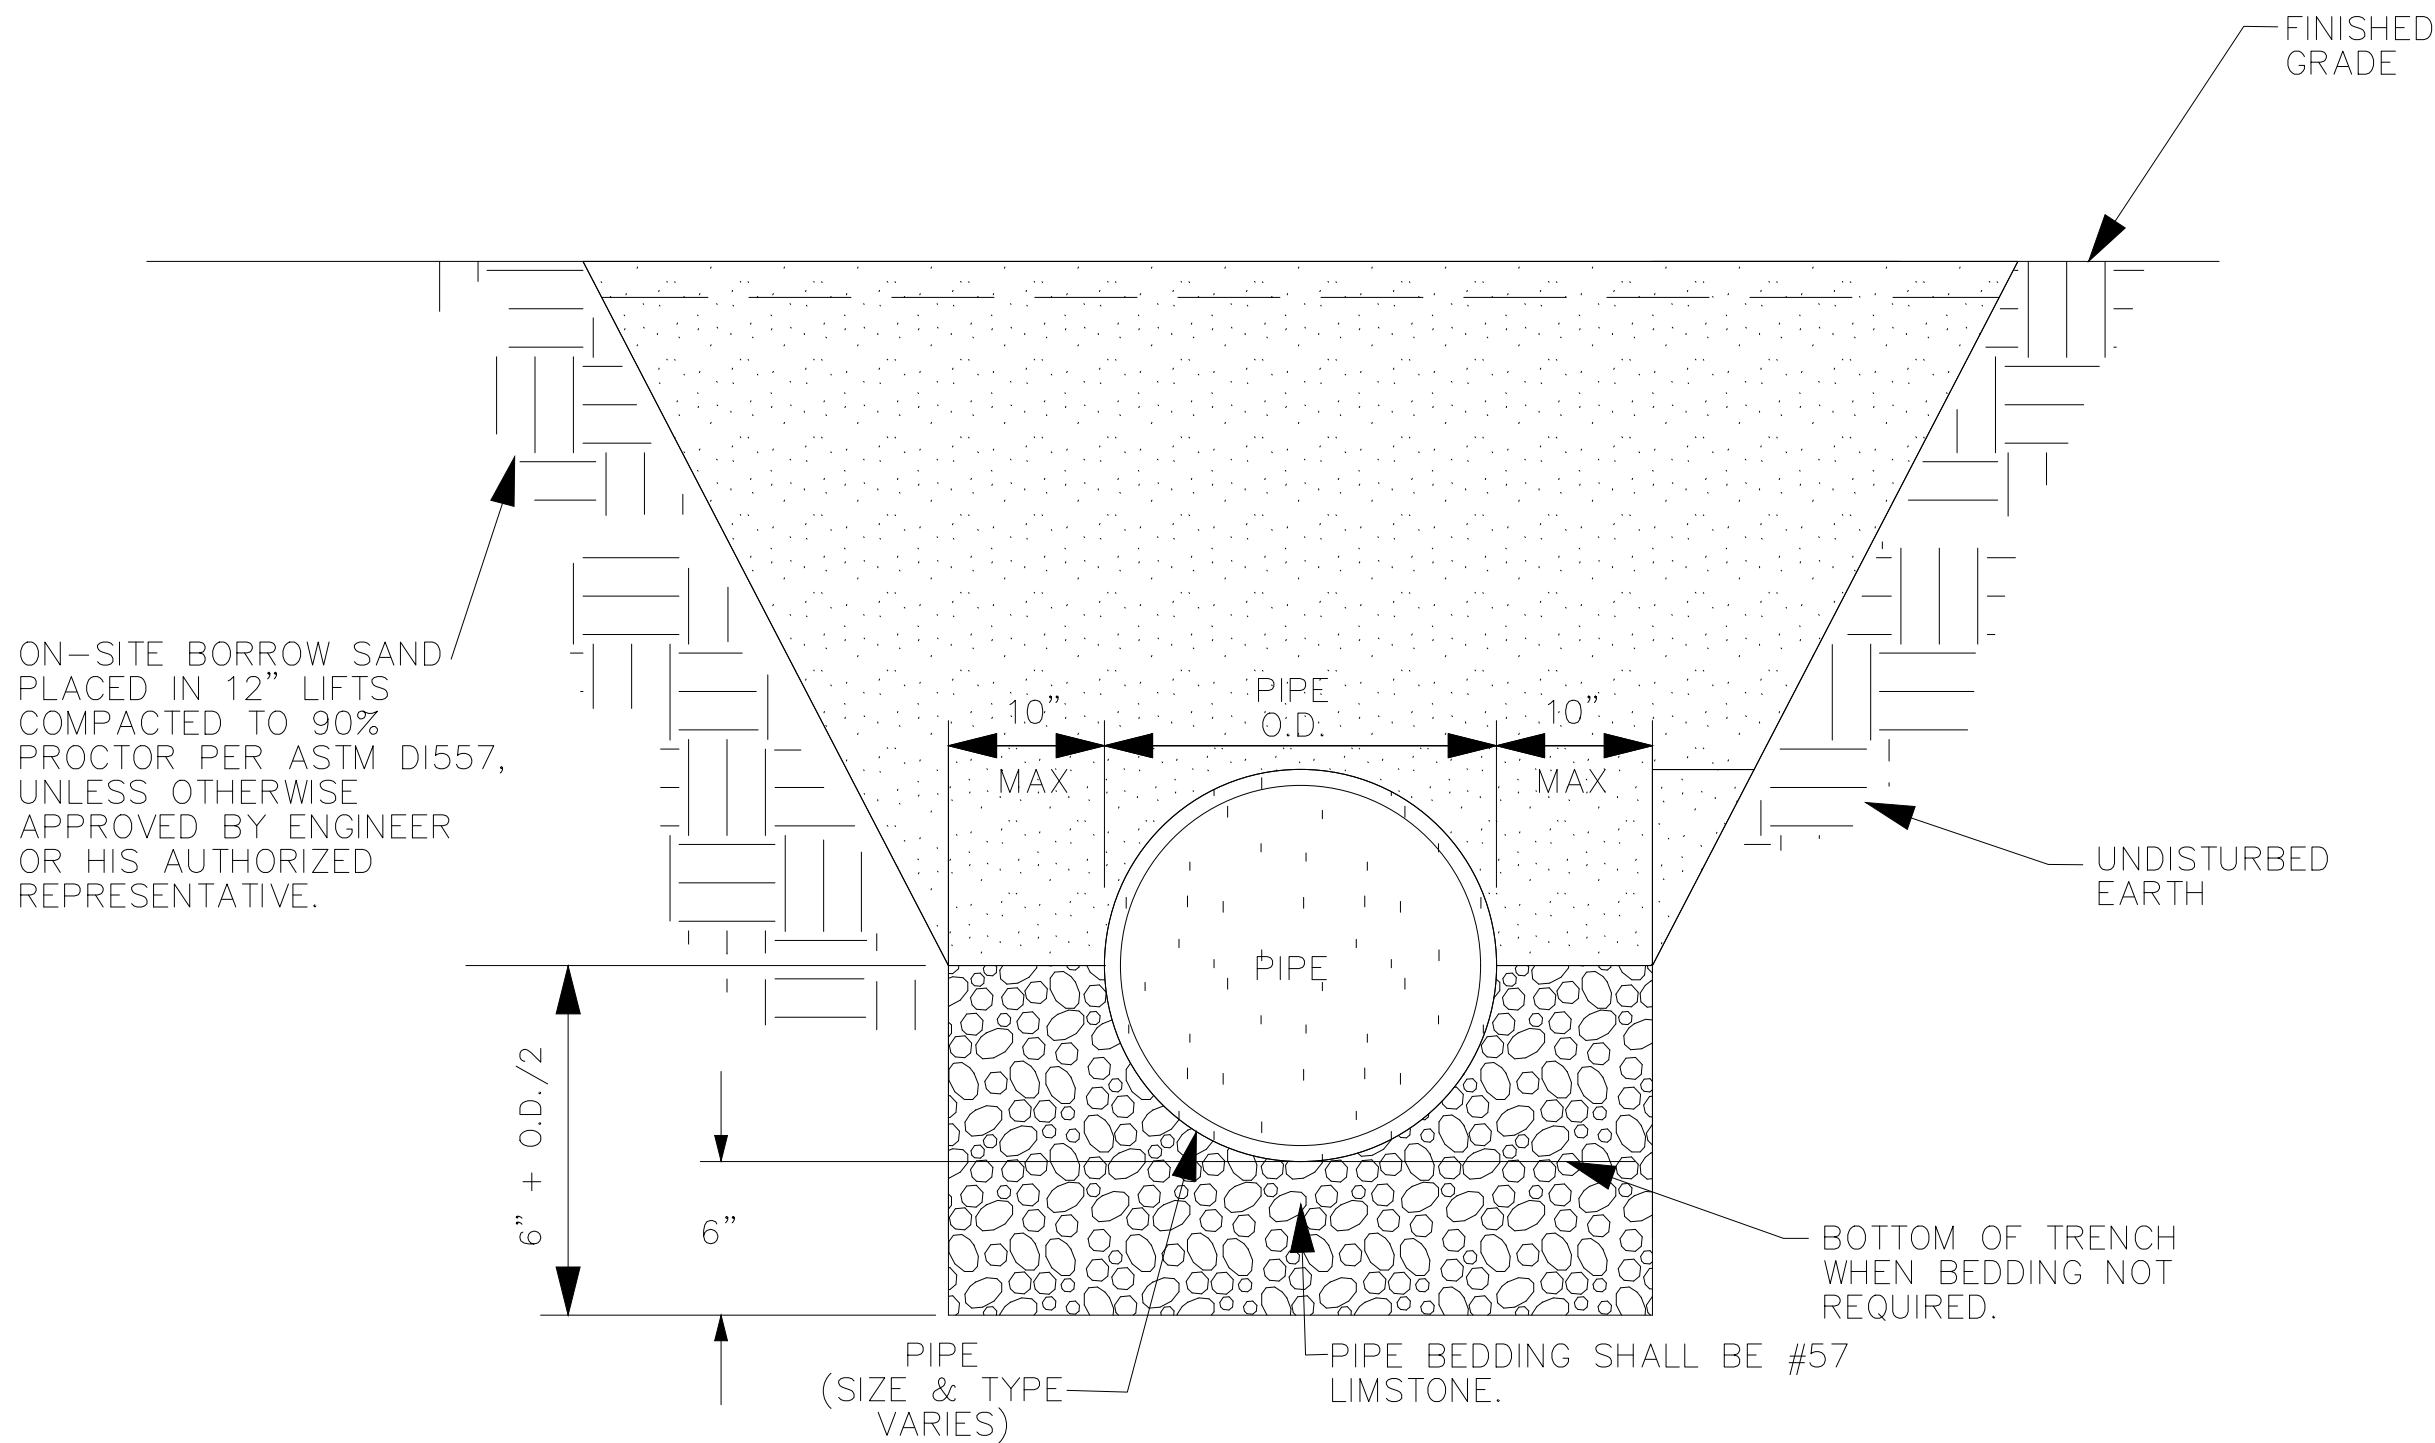 FINISHED
GRADE
ON-SITE BORROW SAND
PLACED IN 12" LIFTS
COMPACTED TO 90%
PROCTOR PER ASTM D1557,
UNLESS OTHERWISE
APPROVED BY ENGINEER
OR HIS AUTHORIZED
REPRESENTATIVE.
10"
MAX
PIPE
O.D.
10"
MAX
UNDISTURBED
EARTH
PIPE
6" + O.D./2
6"
BOTTOM OF TRENCH
WHEN BEDDING NOT
REQUIRED.
PIPE
(SIZE & TYPE
VARIES)
PIPE BEDDING SHALL BE #57
LIMSTONE.